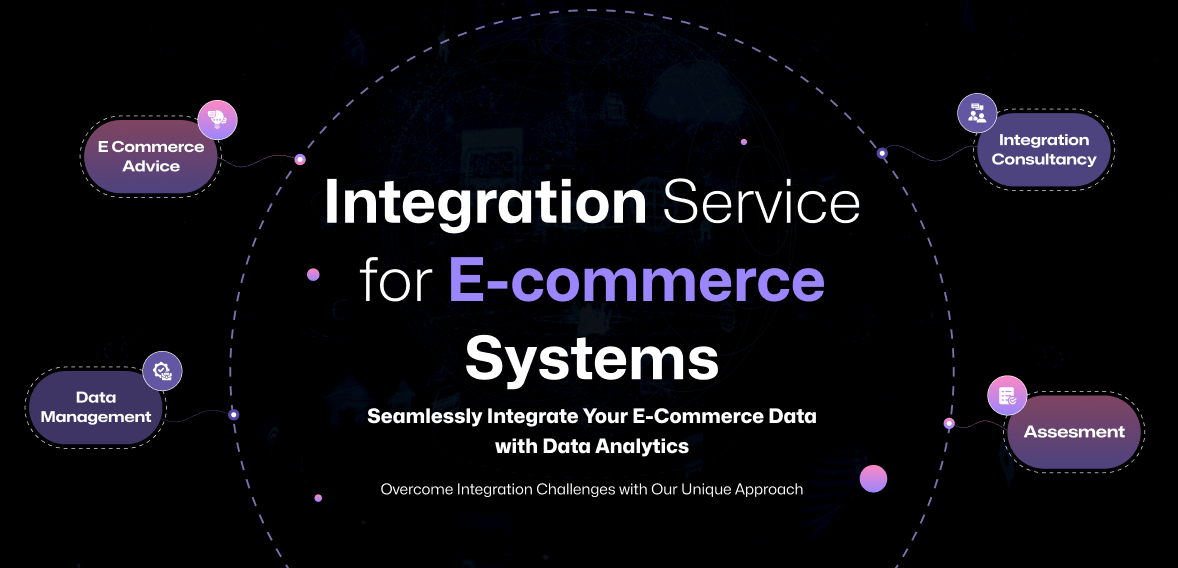 E Commerce
Advice
Integration
Consultancy
Integration Service
for E-commerce
Systems
Seamlessly Integrate Your E-Commerce Data
with Data Analytics
Overcome Integration Challenges with Our Unique Approach
Data
Management
Assesment